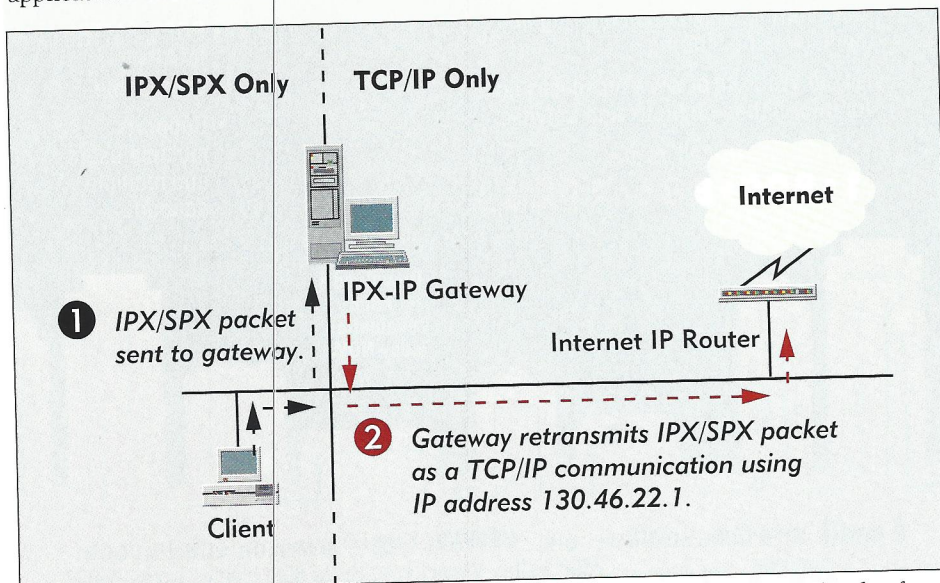 IPX/SPX Only
TCP/IP Only
Internet
IPX-IP Gateway
1 IPX/SPX packet
sent to gateway.
Internet IP Router
2 Gateway retransmits IPX/SPX packet
as a TCP/IP communication using
IP address 130.46.22.1.
Client